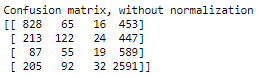 Confusion matrix, without normalization
[[ 828 65 16 453]
[ 213 122 24 447]
[ 87 55 19 589]
[ 205 92 32 2591]]